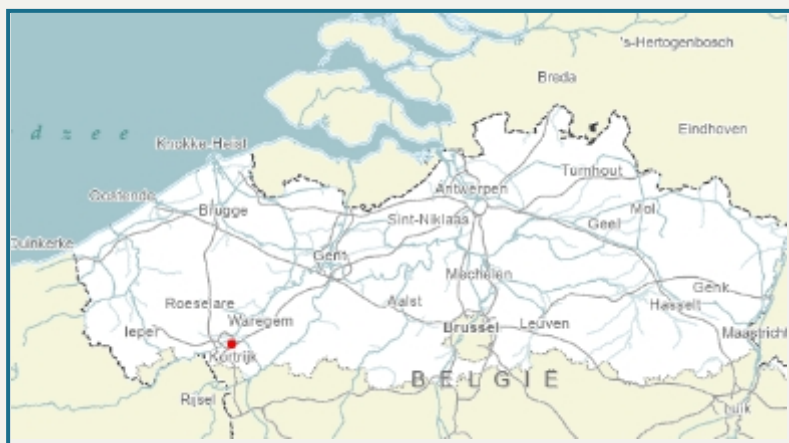 's-Hertogenbosch
Breda
Eindhoven
d z e e
Knokke-Heist
Turnhout
Oostende
Antwerpen
Brugge
Mol
Sint-Niklaas
Geel
Duinkerke
Gent
Mechelen
Genk
Roeselare
Aalst
Hasselt
Waregem
Ieper
Brussel
Leuven
Maastricht
Kortrijk
BELGIË
Rijsel
Luik